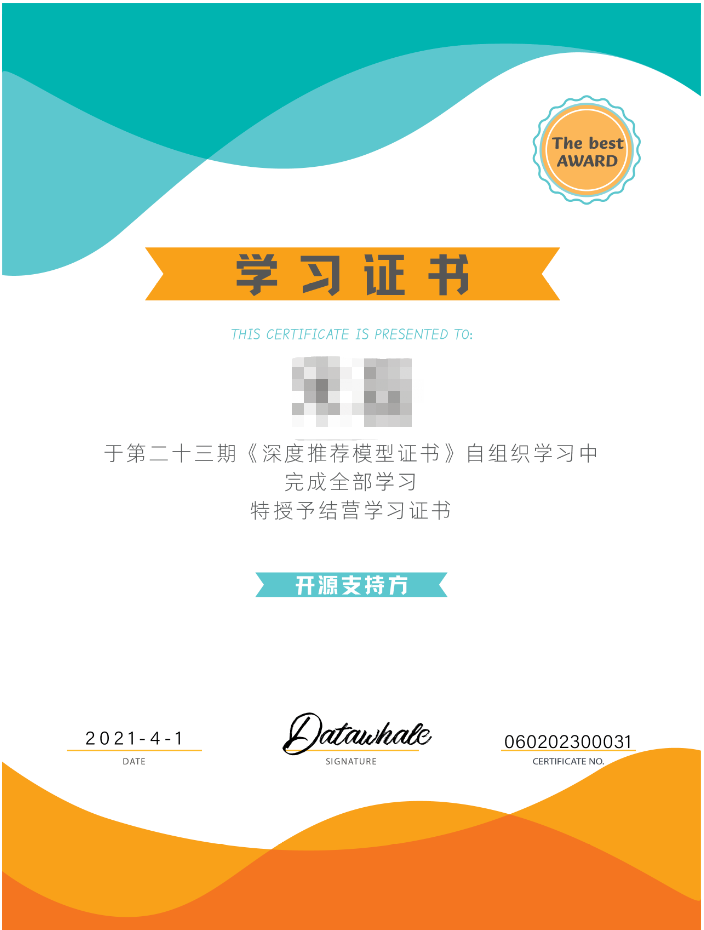 The best
AWARD
学习证书
THIS CERTIFICATE IS PRESENTED TO:
于第二十三期《深度推荐模型证书》自组织学习中
完成全部学习
特授予结营学习证书
开源支持方
2021-4-1
DATE
Datawhale
SIGNATURE
060202300031
CERTIFICATE NO.